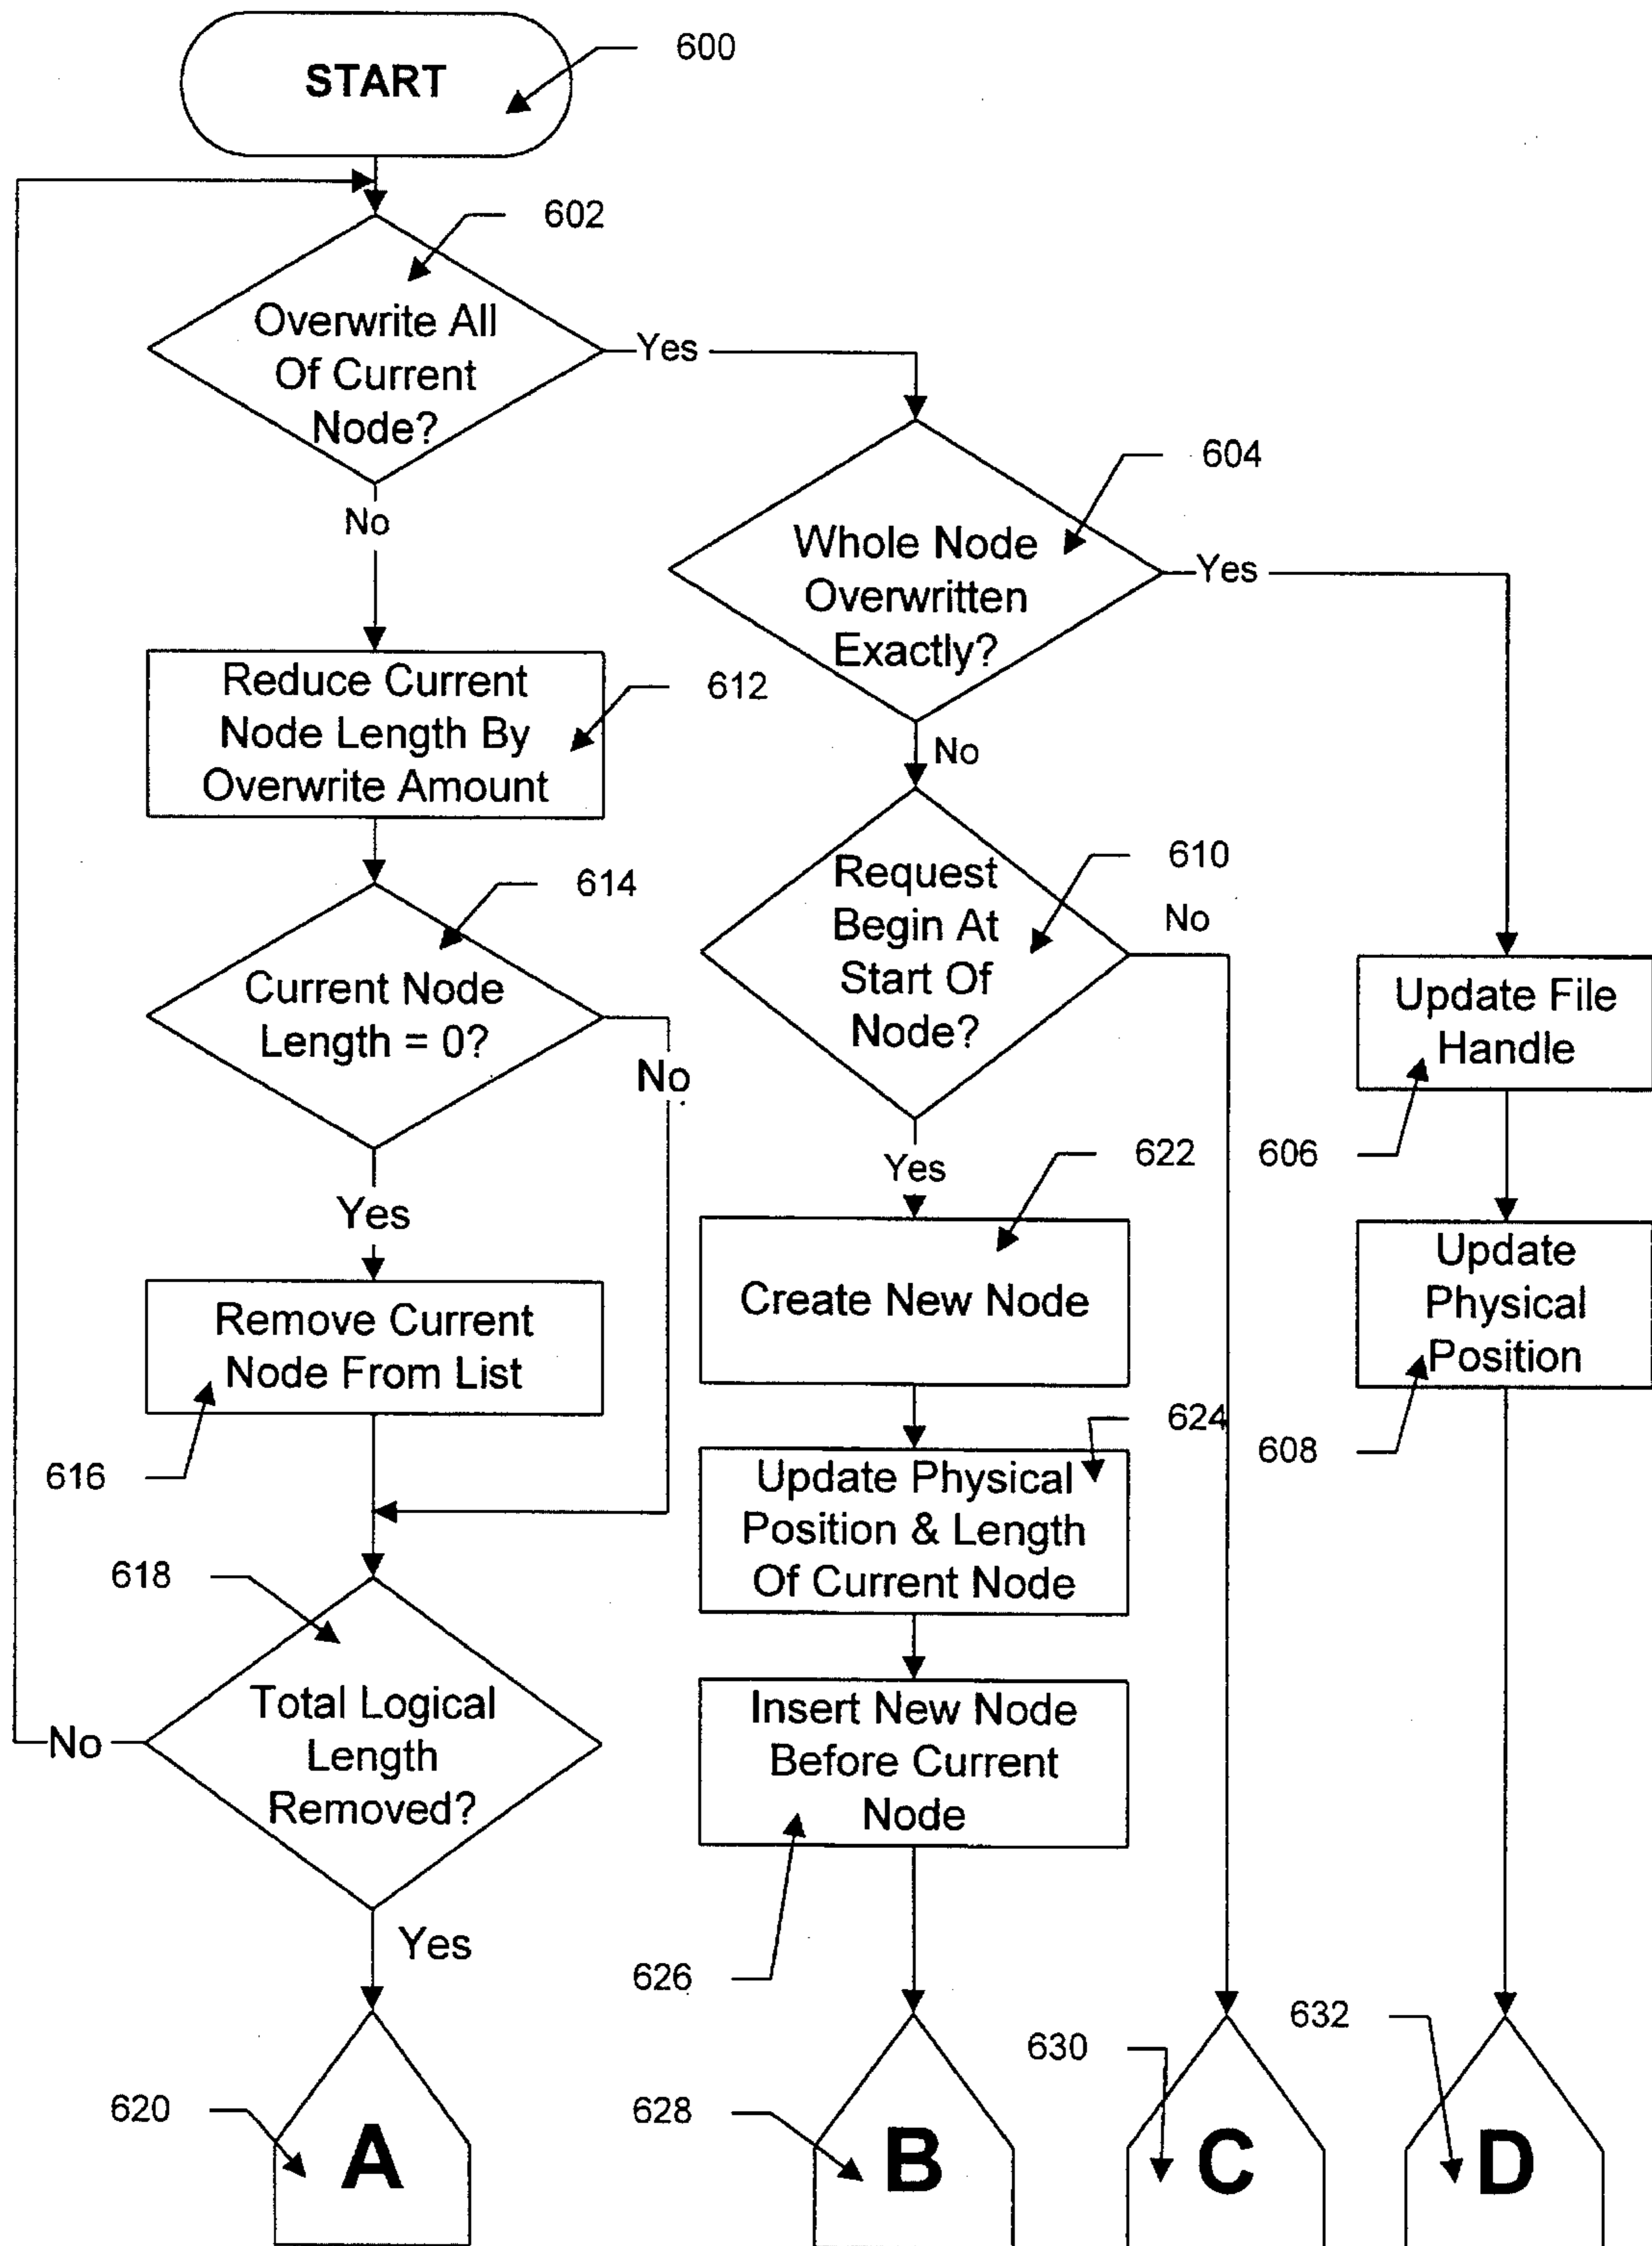 START
600
602
Overwrite All
Of Current
Node?
Yes
No
604
Whole Node
Overwritten
Exactly?
Yes
No
Reduce Current
Node Length By
Overwrite Amount
612
614
Current Node
Length = 0?
No
Yes
610
Request
Begin At
Start Of
Node?
No
Yes
Update File
Handle
606
622
Create New Node
Update
Physical
Position
608
Remove Current
Node From List
616
624
Update Physical
Position & Length
Of Current Node
618
Total Logical
Length
Removed?
No
Yes
Insert New Node
Before Current
Node
626
620
A
628
B
630
C
632
D